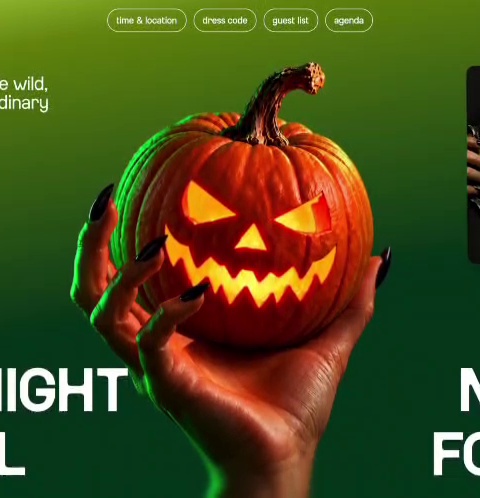 time & location
dress code
guest list
agenda
e wild,
dinary
IGHT
L
N
FO